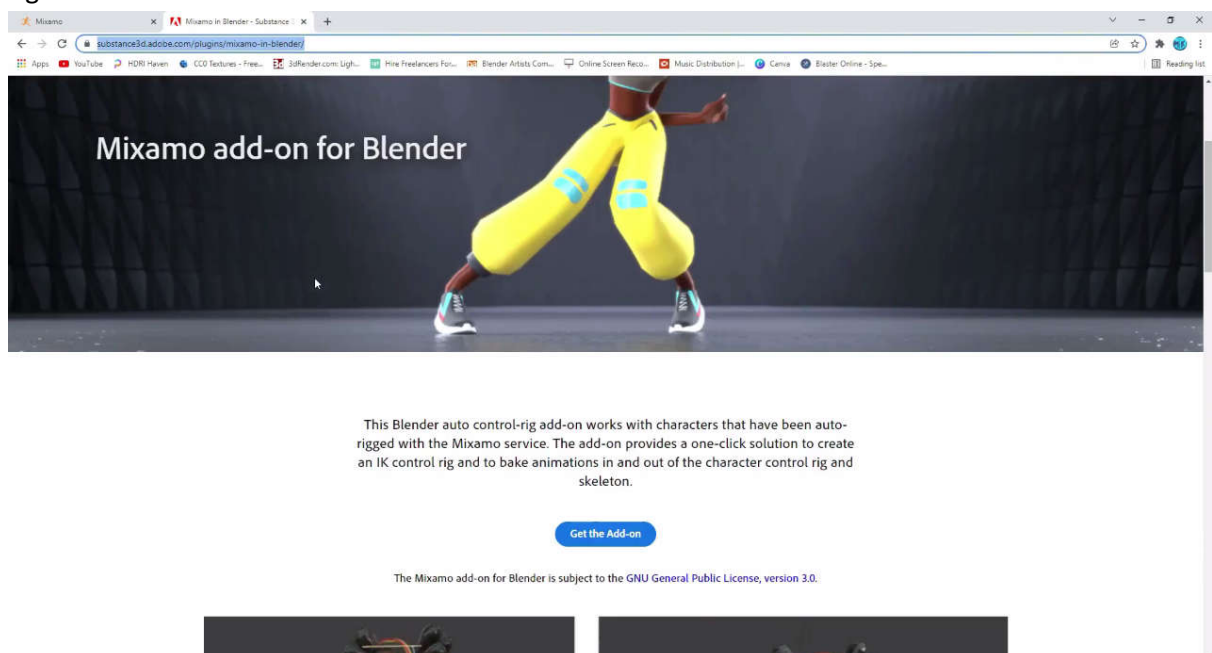 Mixamo
Mixamo in Blender - Substance
substance3d.adobe.com/plugins/mixamo-in-blender/
Apps YouTube HDRI Haven CC0 Textures - Free... 3dRender.com: Ligh... Hire Freelancers For... Blender Artists Com... Online Screen Reco... Music Distribution |... Canva Blaster Online - Spe... Reading list
Mixamo add-on for Blender
This Blender auto control-rig add-on works with characters that have been auto-
rigged with the Mixamo service. The add-on provides a one-click solution to create
an IK control rig and to bake animations in and out of the character control rig and
skeleton.
Get the Add-on
The Mixamo add-on for Blender is subject to the GNU General Public License, version 3.0.